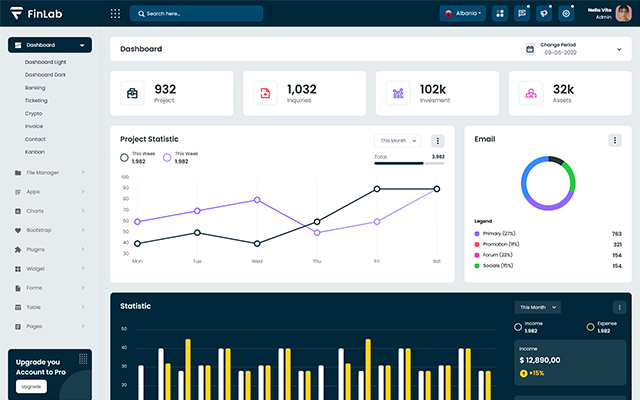 FinLab
Search here...
Albania
Nella Vita
Admin
Dashboard
Dashboard Light
Dashboard Dark
Banking
Ticketing
Crypto
Invoice
Contact
Kanban
File Manager
Apps
Charts
Bootstrap
Plugins
Widget
Forms
Table
Pages
Upgrade you
Account to Pro
Upgrade
Dashboard
Change Period
09-06-2022
932
Project
1,032
Inquiries
102k
Invesment
32k
Assets
Project Statistic
This Month
This Week
1.982
This Week
1.982
Total 3.982
100
90
80
70
60
50
40
30
Mon Tue Wed Thu Fri Sat
Email
Legend
Primary (27%) 763
Promotion (11%) 321
Forum (22%) 154
Socials (15%) 154
Statistic
This Month
50
40
30
20
Income
1.982
Expense
1.982
Income
$ 12,890,00
+15%